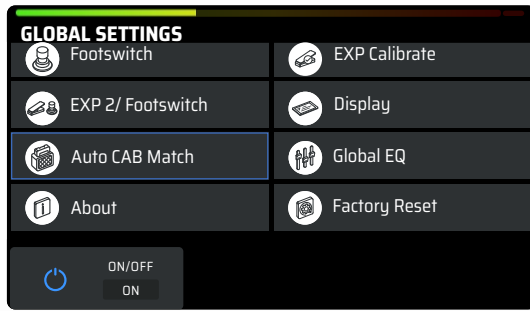 GLOBAL SETTINGS
Footswitch
EXP Calibrate
EXP 2/ Footswitch
Display
Auto CAB Match
Global EQ
About
Factory Reset
ON/OFF
ON